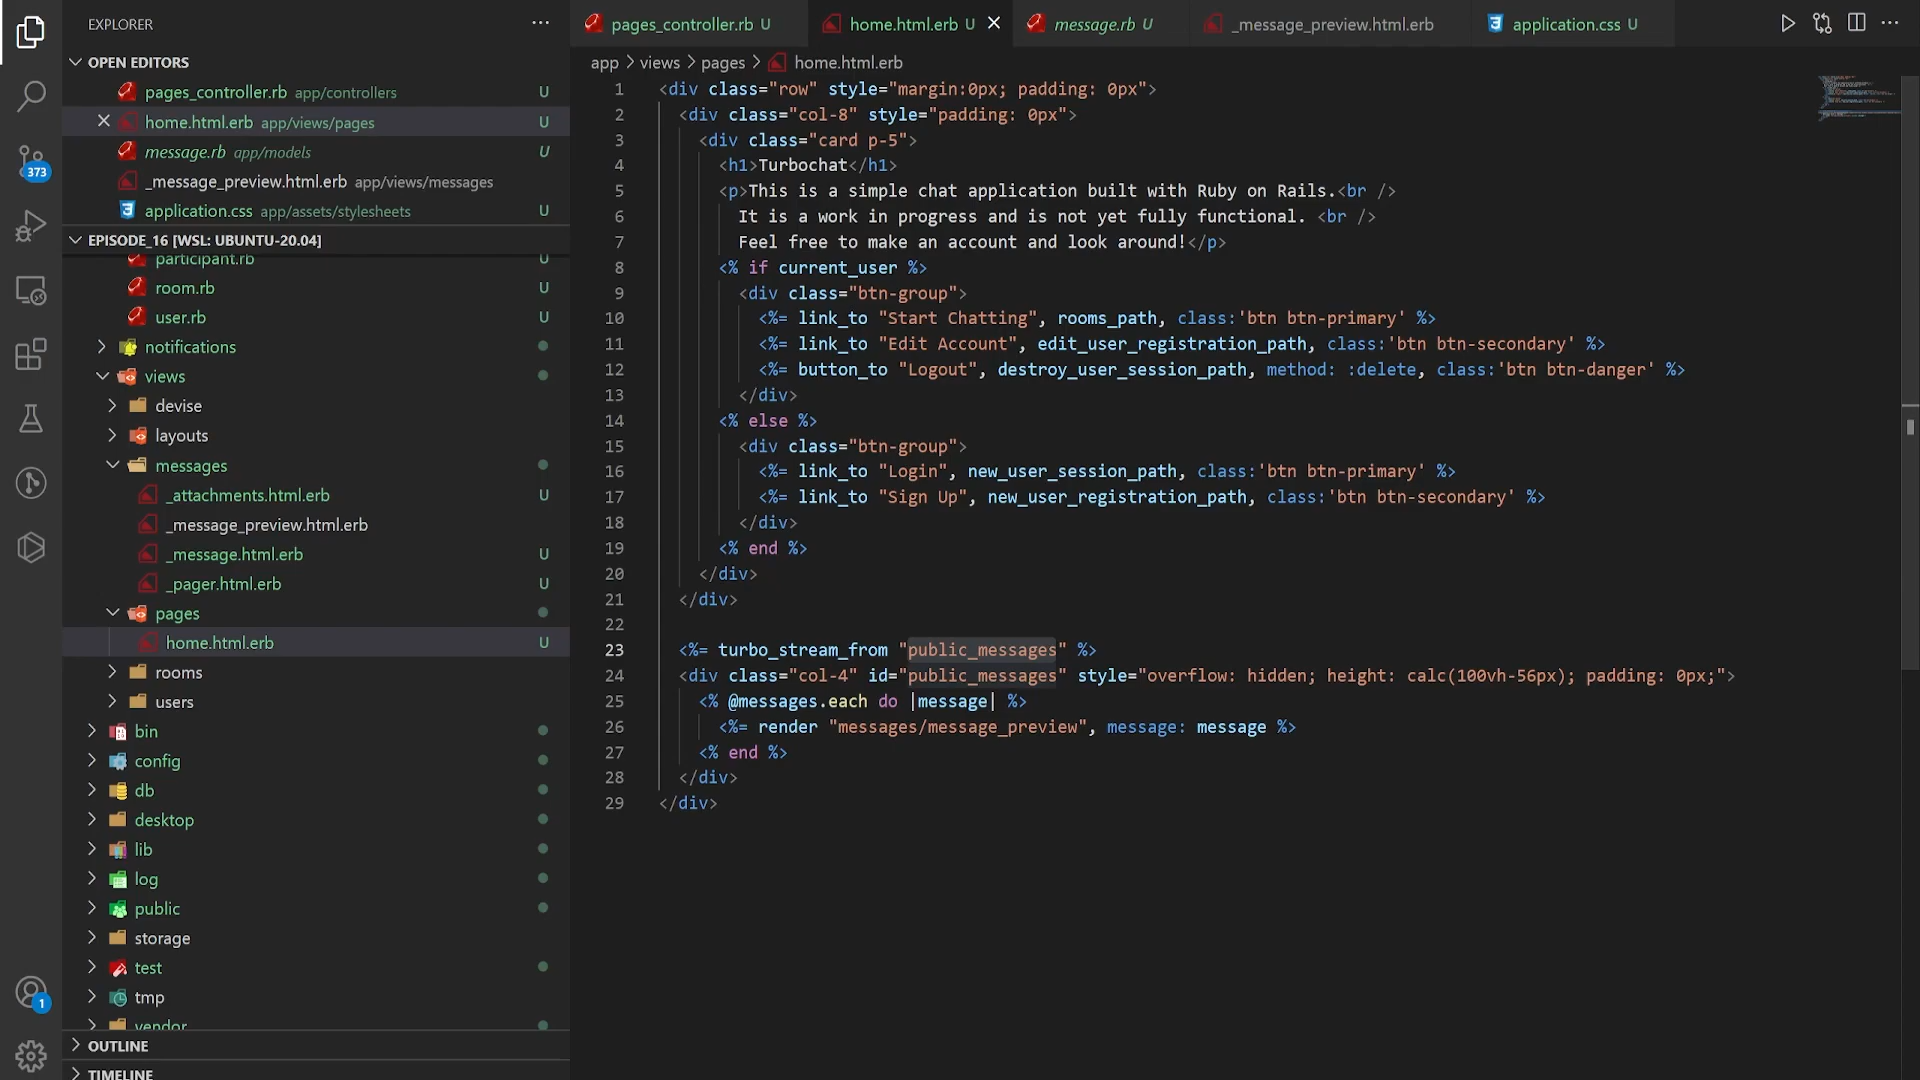 EXPLORER
OPEN EDITORS
pages_controller.rb app/controllers U
home.html.erb app/views/pages U
message.rb app/models U
_message_preview.html.erb app/views/messages
application.css app/assets/stylesheets U
EPISODE_16 [WSL: UBUNTU-20.04]
participant.rb U
room.rb U
user.rb U
notifications
views
devise
layouts
messages
_attachments.html.erb U
_message_preview.html.erb
_message.html.erb U
_pager.html.erb U
pages
home.html.erb U
rooms
users
bin
config
db
desktop
lib
log
public
storage
test
tmp
vendor
OUTLINE
TIMELINE
373
1
pages_controller.rb U
home.html.erb U
message.rb U
_message_preview.html.erb
application.css U
app > views > pages > home.html.erb
1 <div class="row" style="margin:0px; padding: 0px">
2 <div class="col-8" style="padding: 0px">
3 <div class="card p-5">
4 <h1>Turbochat</h1>
5 <p>This is a simple chat application built with Ruby on Rails.<br />
6 It is a work in progress and is not yet fully functional. <br />
7 Feel free to make an account and look around!</p>
8 <% if current_user %>
9 <div class="btn-group">
10 <%= link_to "Start Chatting", rooms_path, class:'btn btn-primary' %>
11 <%= link_to "Edit Account", edit_user_registration_path, class:'btn btn-secondary' %>
12 <%= button_to "Logout", destroy_user_session_path, method: :delete, class:'btn btn-danger' %>
13 </div>
14 <% else %>
15 <div class="btn-group">
16 <%= link_to "Login", new_user_session_path, class:'btn btn-primary' %>
17 <%= link_to "Sign Up", new_user_registration_path, class:'btn btn-secondary' %>
18 </div>
19 <% end %>
20 </div>
21 </div>
22
23 <%= turbo_stream_from "public_messages" %>
24 <div class="col-4" id="public_messages" style="overflow: hidden; height: calc(100vh-56px); padding: 0px;">
25 <% @messages.each do |message| %>
26 <%= render "messages/message_preview", message: message %>
27 <% end %>
28 </div>
29 </div>